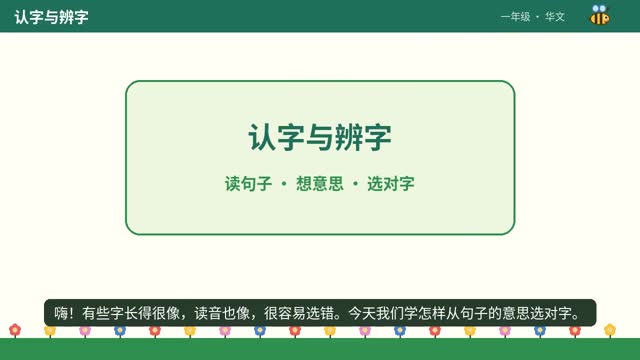 认字与辨字
一年级 · 华文
认字与辨字
读句子 · 想意思 · 选对字
嗨！有些字长得很像，读音也像，很容易选错。今天我们学怎样从句子的意思选对字。